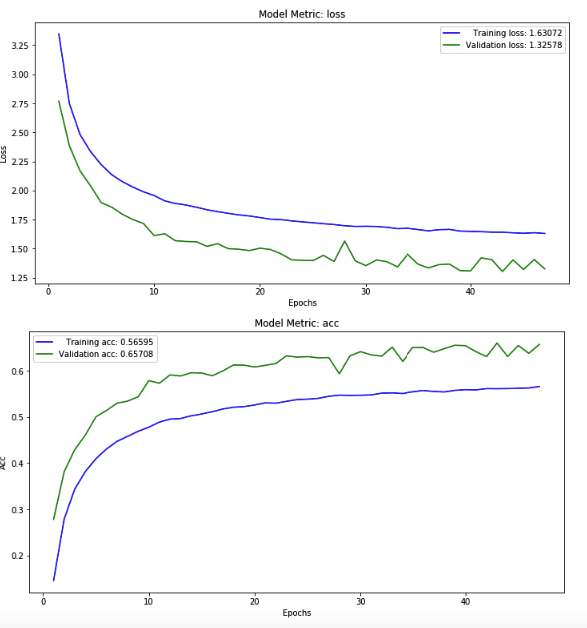 Model Metric: loss
Training loss: 1.63072
Validation loss: 1.32578
3.25
3.00
2.75
2.50
2.25
2.00
1.75
1.50
1.25
Loss
0 10 20 30 40
Epochs
Model Metric: acc
Training acc: 0.56595
Validation acc: 0.65708
0.6
0.5
0.4
0.3
0.2
Acc
0 10 20 30 40
Epochs